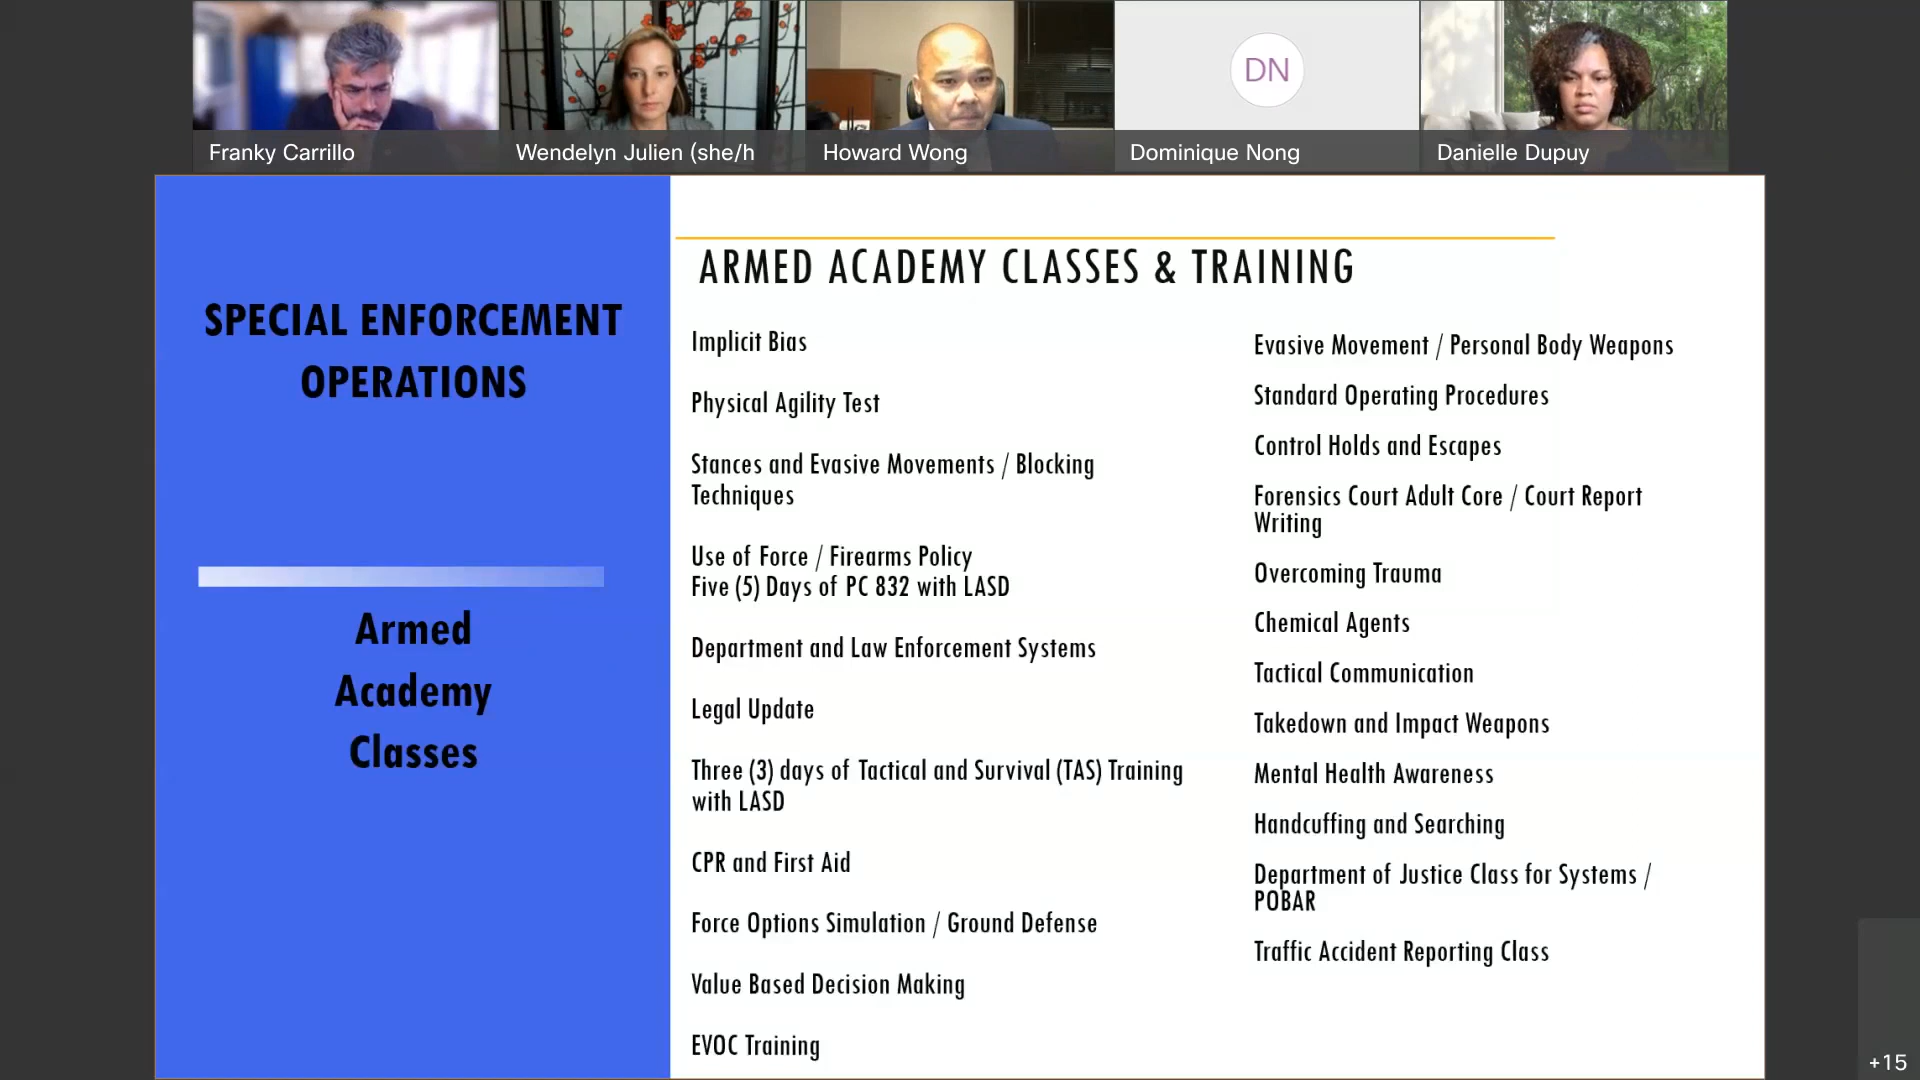 Franky Carrillo
Wendelyn Julien (she/h
Howard Wong
DN
Dominique Nong
Danielle Dupuy
SPECIAL ENFORCEMENT
OPERATIONS
Armed
Academy
Classes
ARMED ACADEMY CLASSES & TRAINING
Implicit Bias
Physical Agility Test
Stances and Evasive Movements / Blocking
Techniques
Use of Force / Firearms Policy
Five (5) Days of PC 832 with LASD
Department and Law Enforcement Systems
Legal Update
Three (3) days of Tactical and Survival (TAS) Training
with LASD
CPR and First Aid
Force Options Simulation / Ground Defense
Value Based Decision Making
EVOC Training
Evasive Movement / Personal Body Weapons
Standard Operating Procedures
Control Holds and Escapes
Forensics Court Adult Core / Court Report
Writing
Overcoming Trauma
Chemical Agents
Tactical Communication
Takedown and Impact Weapons
Mental Health Awareness
Handcuffing and Searching
Department of Justice Class for Systems /
POBAR
Traffic Accident Reporting Class
+15